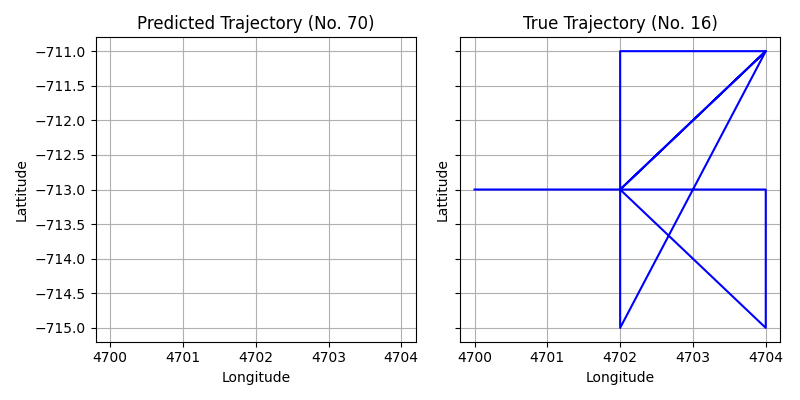 Predicted Trajectory (No. 70)
True Trajectory (No. 16)
−711.0
−711.5
−712.0
−712.5
−713.0
−713.5
−714.0
−714.5
−715.0
Lattitude
Lattitude
4700 4701 4702 4703 4704
4700 4701 4702 4703 4704
Longitude
Longitude